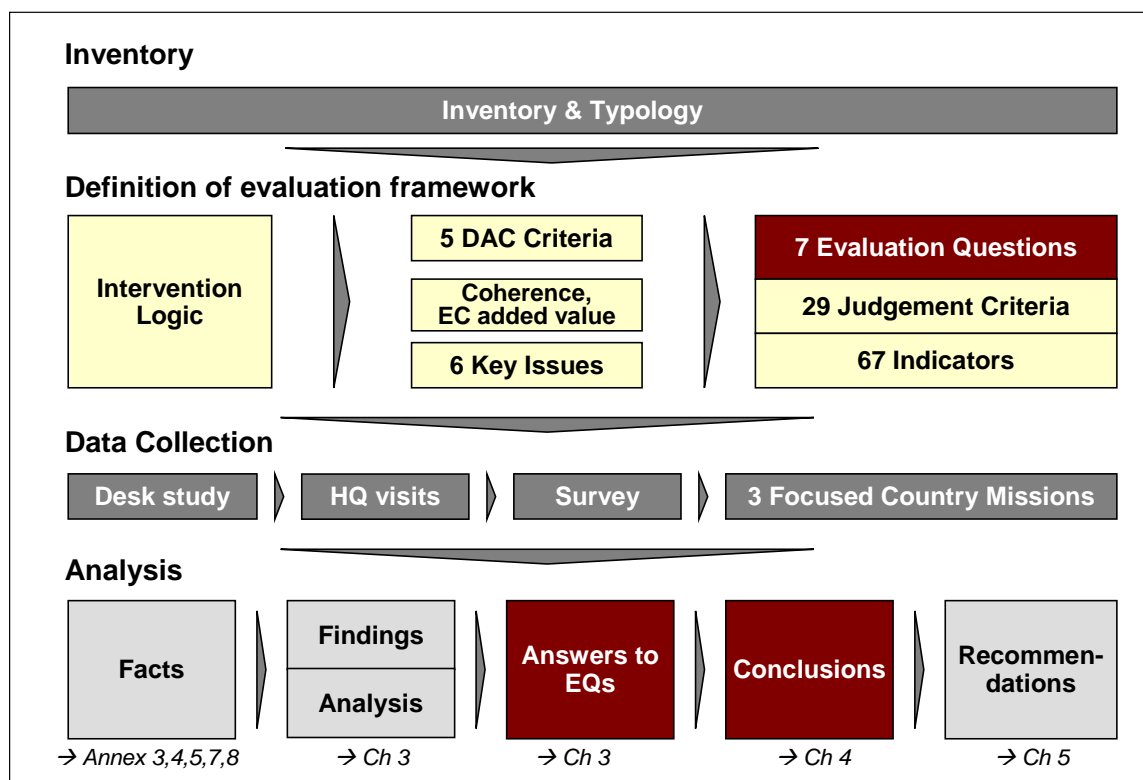 Inventory
Inventory & Typology
Definition of evaluation framework
Intervention
Logic
5 DAC Criteria
Coherence,
EC added value
6 Key Issues
7 Evaluation Questions
29 Judgement Criteria
67 Indicators
Data Collection
Desk study
HQ visits
Survey
3 Focused Country Missions
Analysis
Facts
Findings
Analysis
Answers to
EQs
Conclusions
Recommen-
dations
→ Annex 3,4,5,7,8
→ Ch 3
→ Ch 3
→ Ch 4
→ Ch 5